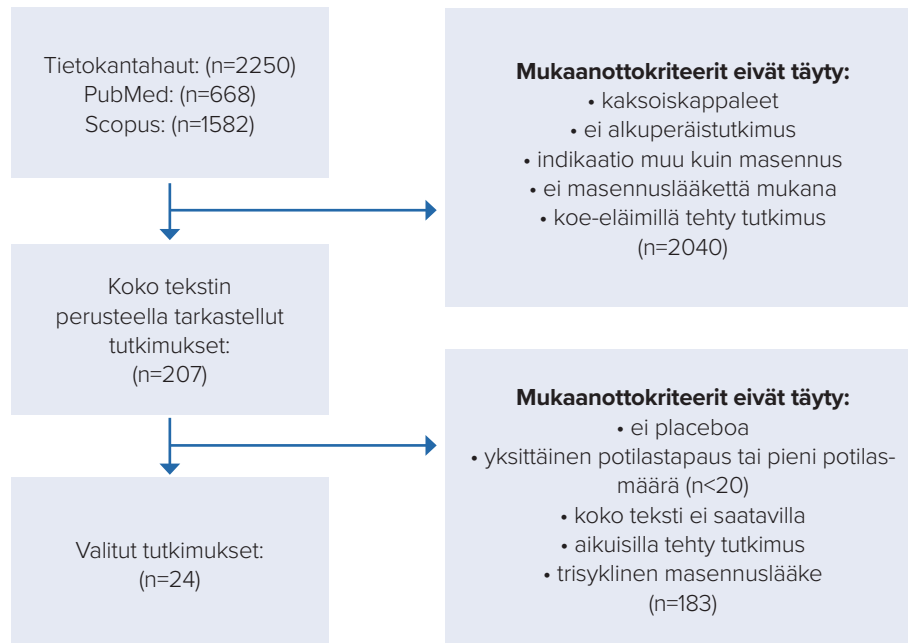 Tietokantahaut: (n=2250)
PubMed: (n=668)
Scopus: (n=1582)
Mukaanottokriteerit eivät täyty:
• kaksoiskappaleet
• ei alkuperäistutkimus
• indikaatio muu kuin masennus
• ei masennuslääkettä mukana
• koe-eläimillä tehty tutkimus
(n=2040)
Koko tekstin
perusteella tarkastellut
tutkimukset:
(n=207)
Mukaanottokriteerit eivät täyty:
• ei placeboa
• yksittäinen potilastapaus tai pieni potilas-
määrä (n<20)
• koko teksti ei saatavilla
• aikuisilla tehty tutkimus
• trisyklinen masennuslääke
(n=183)
Valitut tutkimukset:
(n=24)